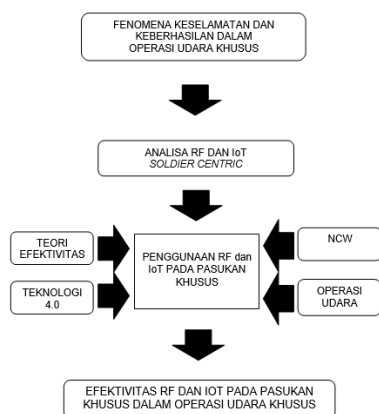 FENOMENA KESELAMATAN DAN
KEBERHASILAN DALAM
OPERASI UDARA KHUSUS
ANALISA RF DAN IoT
SOLDIER CENTRIC
TEORI
EFEKTIVITAS
TEKNOLOGI
4.0
PENGGUNAAN RF dan
IoT PADA PASUKAN
KHUSUS
NCW
OPERASI
UDARA
EFEKTIVITAS RF DAN IOT PADA PASUKAN
KHUSUS DALAM OPERASI UDARA KHUSUS